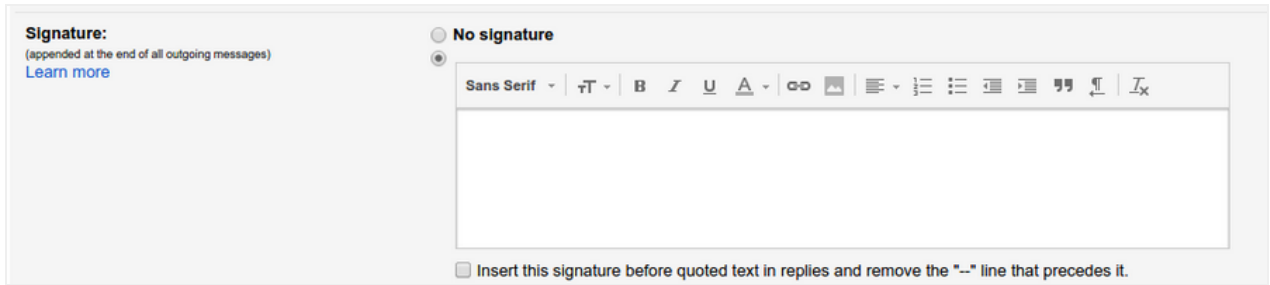 Signature:
(appended at the end of all outgoing messages)
Learn more
No signature
Sans Serif
Insert this signature before quoted text in replies and remove the "--" line that precedes it.